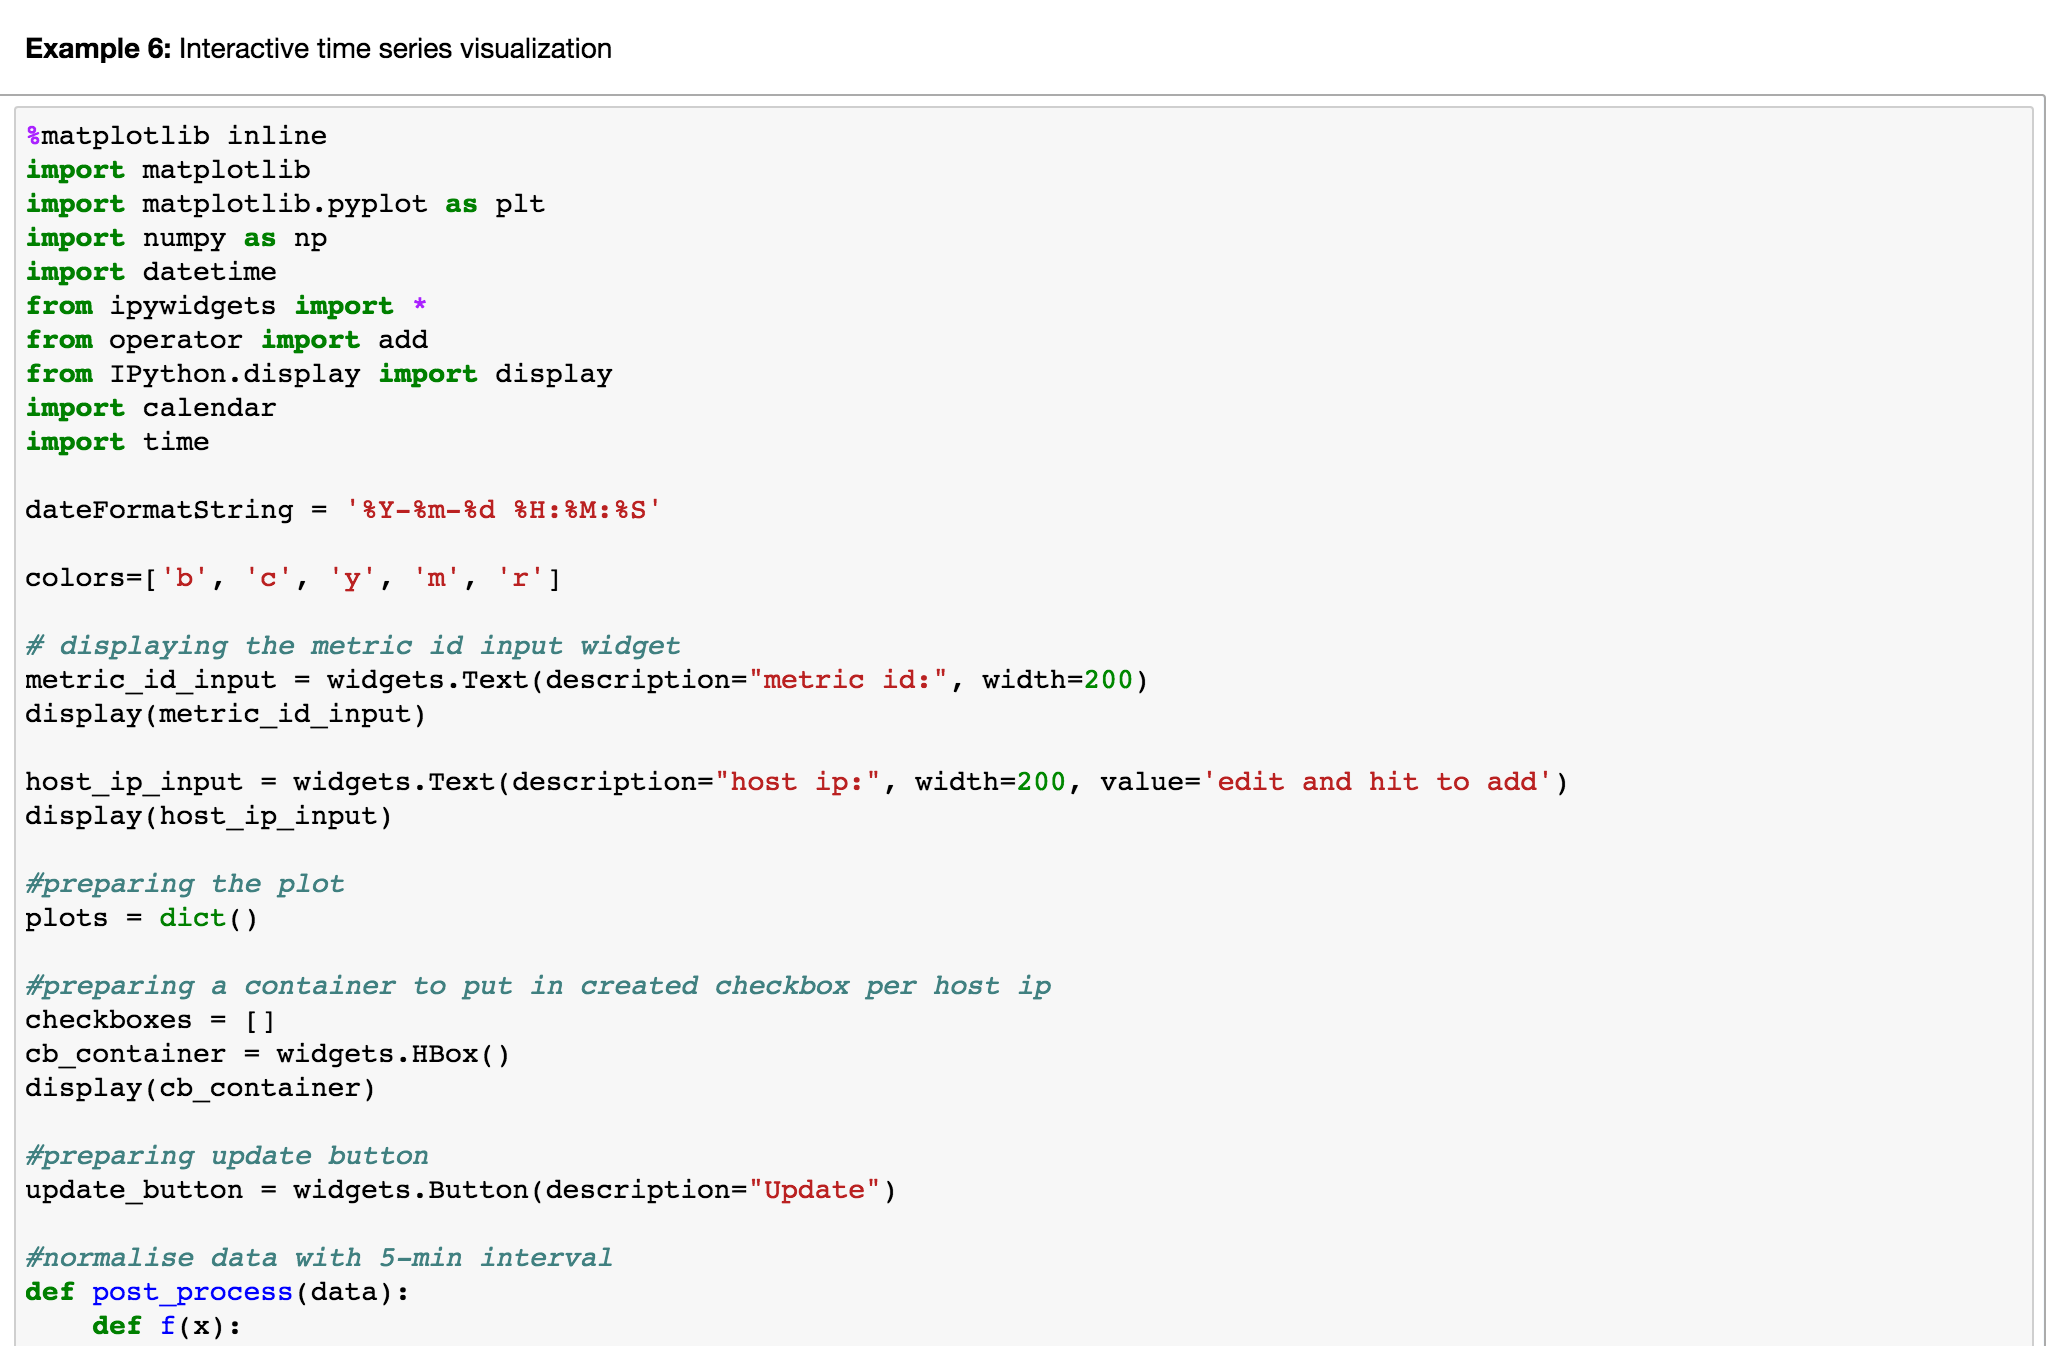 Example 6: Interactive time series visualization
%matplotlib inline
import matplotlib
import matplotlib.pyplot as plt
import numpy as np
import datetime
from ipywidgets import *
from operator import add
from IPython.display import display
import calendar
import time
dateFormatString = '%Y-%m-%d %H:%M:%S'
colors=['b', 'c', 'y', 'm', 'r']
# displaying the metric id input widget
metric_id_input = widgets.Text(description="metric id:", width=200)
display(metric_id_input)
host_ip_input = widgets.Text(description="host ip:", width=200, value='edit and hit to add')
display(host_ip_input)
#preparing the plot
plots = dict()
#preparing a container to put in created checkbox per host ip
checkboxes = []
cb_container = widgets.HBox()
display(cb_container)
#preparing update button
update_button = widgets.Button(description="Update")
#normalise data with 5-min interval
def post_process(data):
    def f(x):